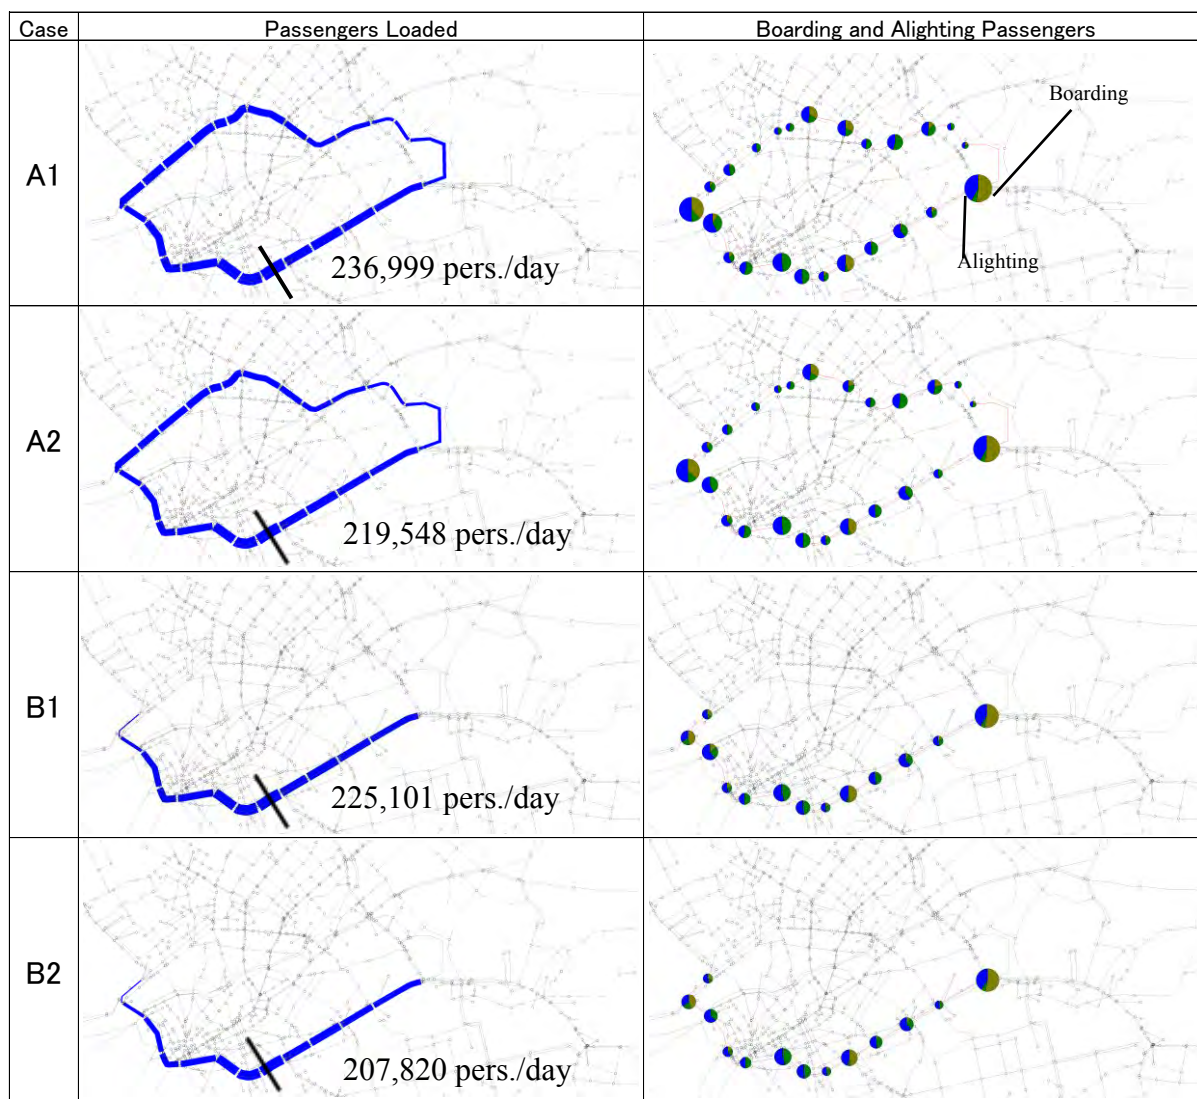 Case Passengers Loaded Boarding and Alighting Passengers
A1
236,999 pers./day
Boarding
Alighting
A2
219,548 pers./day
B1
225,101 pers./day
B2
207,820 pers./day